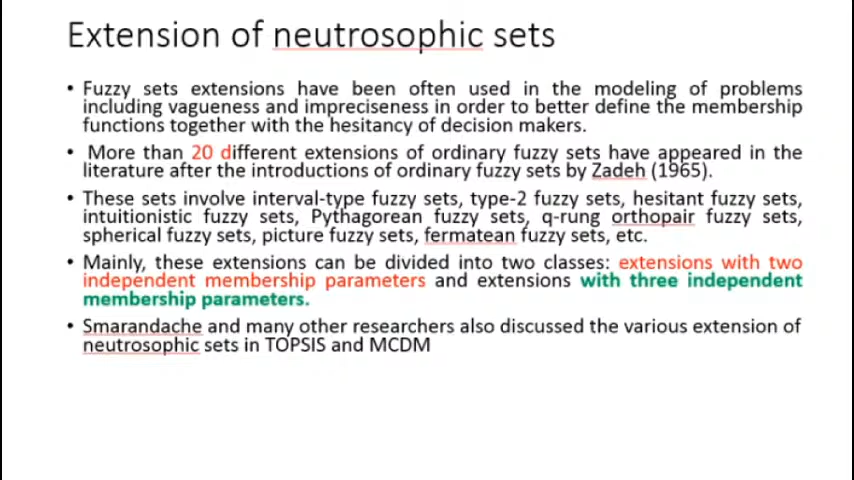 Extension of neutrosophic sets
• Fuzzy sets extensions have been often used in the modeling of problems
including vagueness and impreciseness in order to better define the membership
functions together with the hesitancy of decision makers.
• More than 20 different extensions of ordinary fuzzy sets have appeared in the
literature after the introductions of ordinary fuzzy sets by Zadeh (1965).
• These sets involve interval-type fuzzy sets, type-2 fuzzy sets, hesitant fuzzy sets,
intuitionistic fuzzy sets, Pythagorean fuzzy sets, q-rung orthopair fuzzy sets,
spherical fuzzy sets, picture fuzzy sets, fermatean fuzzy sets, etc.
• Mainly, these extensions can be divided into two classes: extensions with two
independent membership parameters and extensions with three independent
membership parameters.
• Smarandache and many other researchers also discussed the various extension of
neutrosophic sets in TOPSIS and MCDM